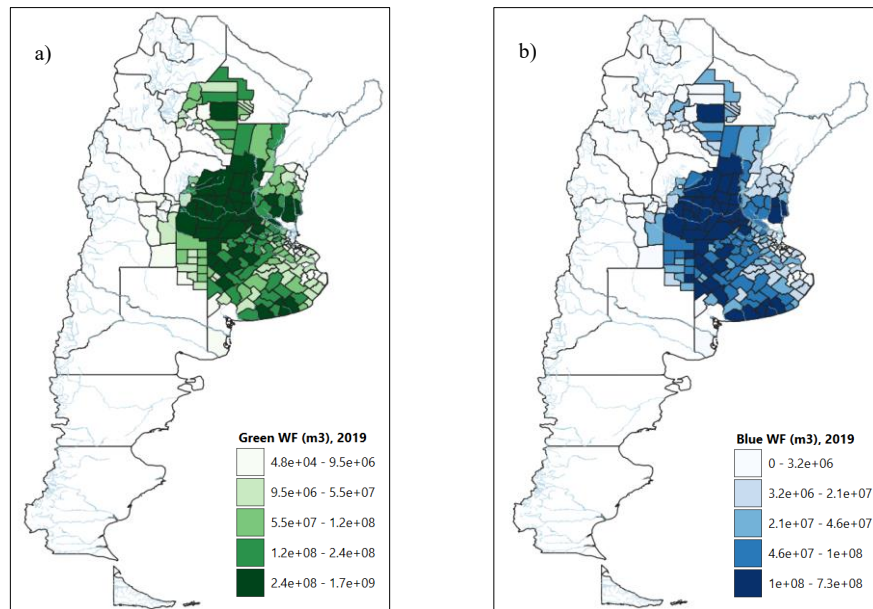 a)
Green WF (m3), 2019
4.8e+04 - 9.5e+06
9.5e+06 - 5.5e+07
5.5e+07 - 1.2e+08
1.2e+08 - 2.4e+08
2.4e+08 - 1.7e+09
b)
Blue WF (m3), 2019
0 - 3.2e+06
3.2e+06 - 2.1e+07
2.1e+07 - 4.6e+07
4.6e+07 - 1e+08
1e+08 - 7.3e+08